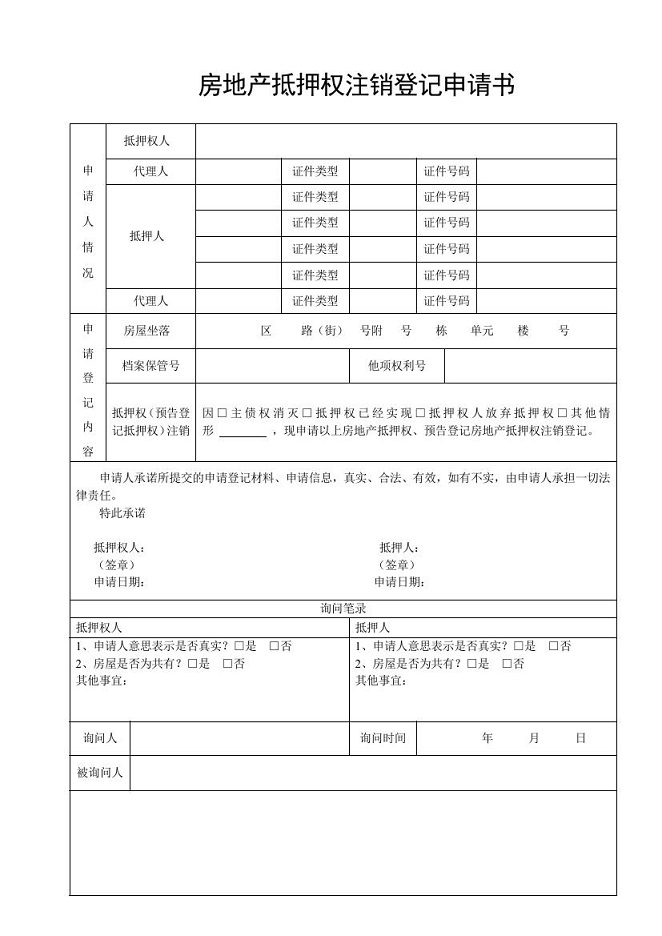 房地产抵押权注销登记申请书
申请人情况
抵押权人
代理人 证件类型 证件号码
抵押人
证件类型 证件号码
证件类型 证件号码
证件类型 证件号码
证件类型 证件号码
代理人 证件类型 证件号码
申请登记内容
房屋坐落 区 路（街） 号附 号 栋 单元 楼 号
档案保管号 他项权利号
抵押权（预告登
记抵押权）注销
因□主债权消灭□抵押权已经实现□抵押权人放弃抵押权□其他情
形______，现申请以上房地产抵押权、预告登记房地产抵押权注销登记。
申请人承诺所提交的申请登记材料、申请信息，真实、合法、有效，如有不实，由申请人承担一切法
律责任。
特此承诺
抵押权人： 抵押人：
（签章） （签章）
申请日期： 申请日期：
询问笔录
抵押权人 抵押人
1、申请人意思表示是否真实？□是 □否 1、申请人意思表示是否真实？□是 □否
2、房屋是否为共有？□是 □否 2、房屋是否为共有？□是 □否
其他事宜： 其他事宜：
询问人 询问时间 年 月 日
被询问人